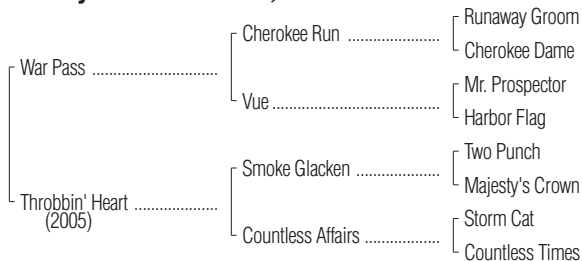 Runaway Groom
Cherokee Run ....................
Cherokee Dame
War Pass ............................
Mr. Prospector
Vue .....................................
Harbor Flag
Two Punch
Smoke Glacken ..................
Majesty's Crown
Throbbin' Heart ..................
(2005)
Storm Cat
Countless Affairs ................
Countless Times